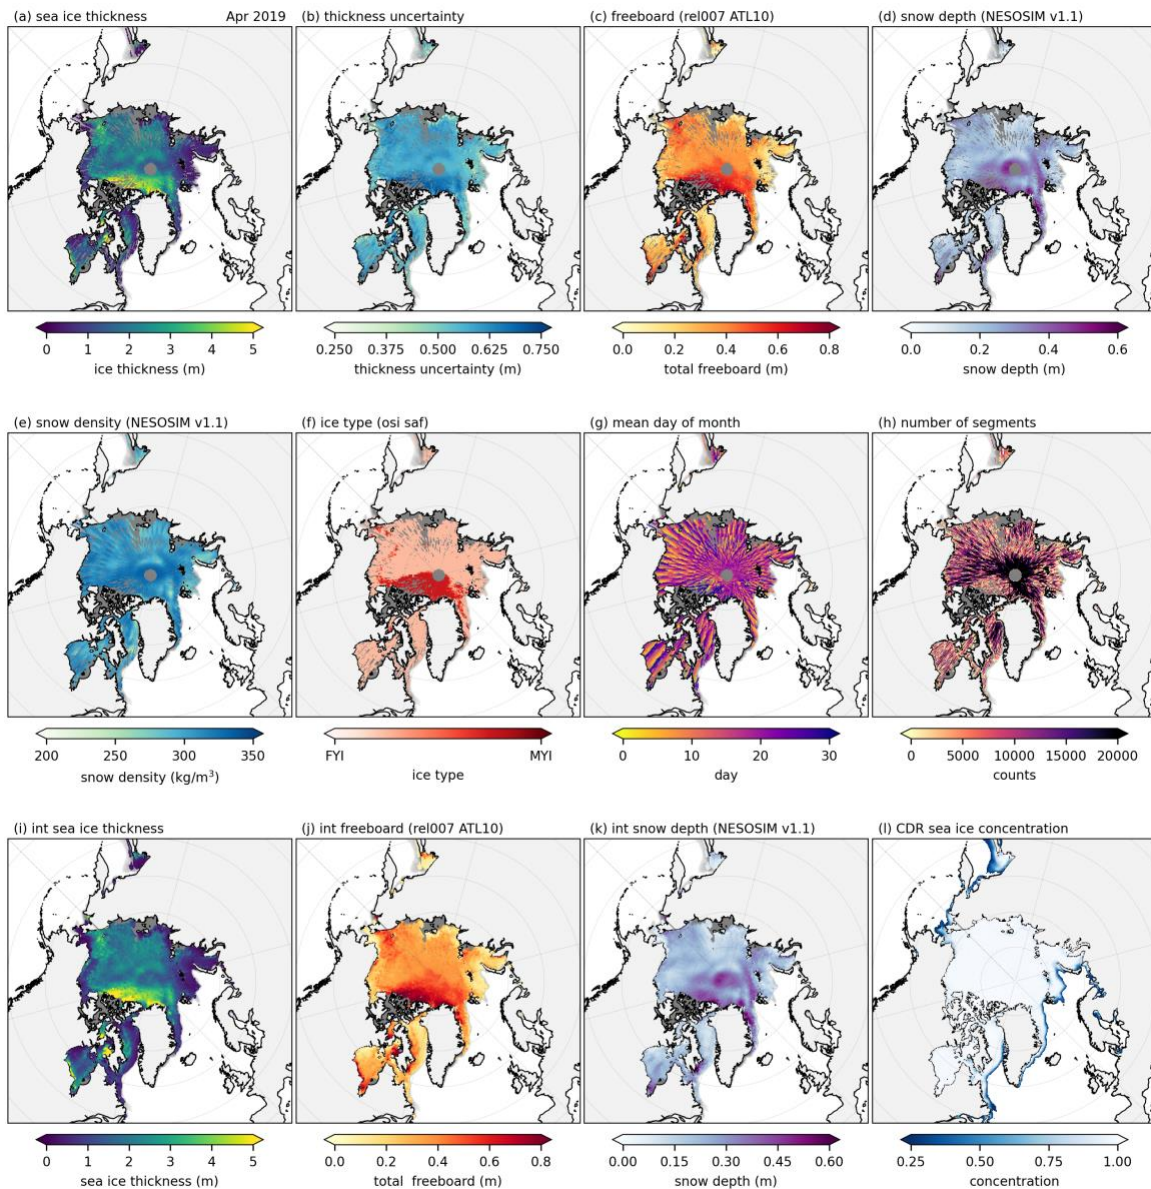 (a) sea ice thickness Apr 2019
(b) thickness uncertainty
(c) freeboard (rel007 ATL10)
(d) snow depth (NESOSIM v1.1)
0 1 2 3 4 5
ice thickness (m)
0.250 0.375 0.500 0.625 0.750
thickness uncertainty (m)
0.0 0.2 0.4 0.6 0.8
total freeboard (m)
0.0 0.2 0.4 0.6
snow depth (m)
(e) snow density (NESOSIM v1.1)
(f) ice type (osi saf)
(g) mean day of month
(h) number of segments
200 250 300 350
snow density (kg/m³)
FYI MYI
ice type
0 10 20 30
day
0 5000 10000 15000 20000
counts
(i) int sea ice thickness
(j) int freeboard (rel007 ATL10)
(k) int snow depth (NESOSIM v1.1)
(l) CDR sea ice concentration
0 1 2 3 4 5
sea ice thickness (m)
0.0 0.2 0.4 0.6 0.8
total freeboard (m)
0.00 0.15 0.30 0.45 0.60
snow depth (m)
0.25 0.50 0.75 1.00
concentration